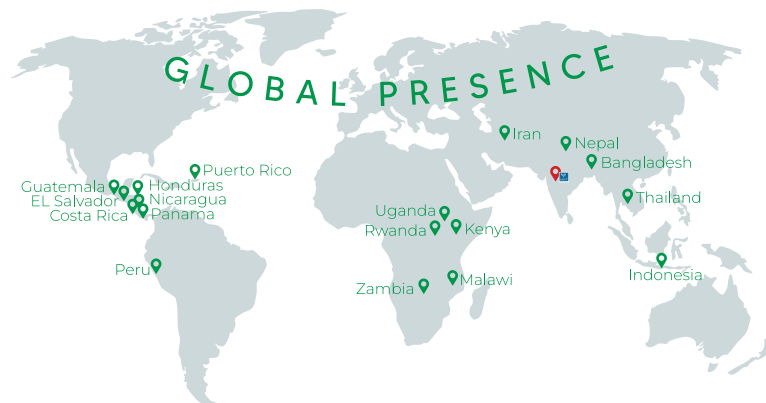 GLOBAL PRESENCE
Iran
Nepal
Bangladesh
Puerto Rico
Guatemala
Honduras
El Salvador
Nicaragua
Costa Rica
Panama
Thailand
Uganda
Rwanda
Kenya
Peru
Indonesia
Malawi
Zambia